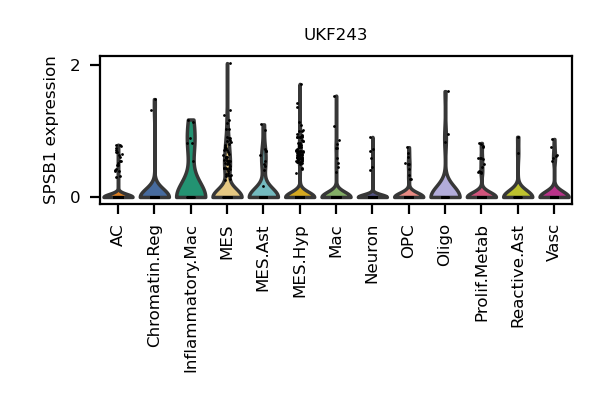 UKF243
SPSB1 expression
2
0
AC
Chromatin.Reg
Inflammatory.Mac
MES
MES.Ast
MES.Hyp
Mac
Neuron
OPC
Oligo
Prolif.Metab
Reactive.Ast
Vasc